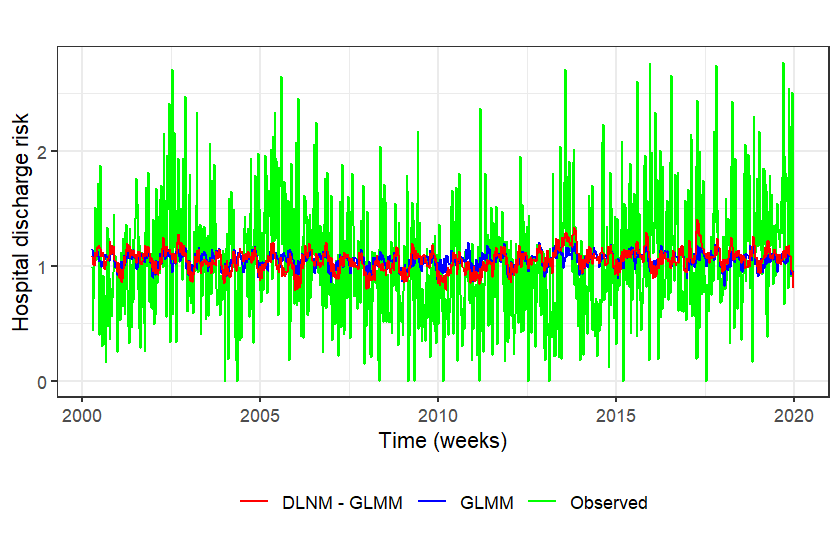 Hospital discharge risk
2
1
0
2000 2005 2010 2015 2020
Time (weeks)
DLNM - GLMM GLMM Observed